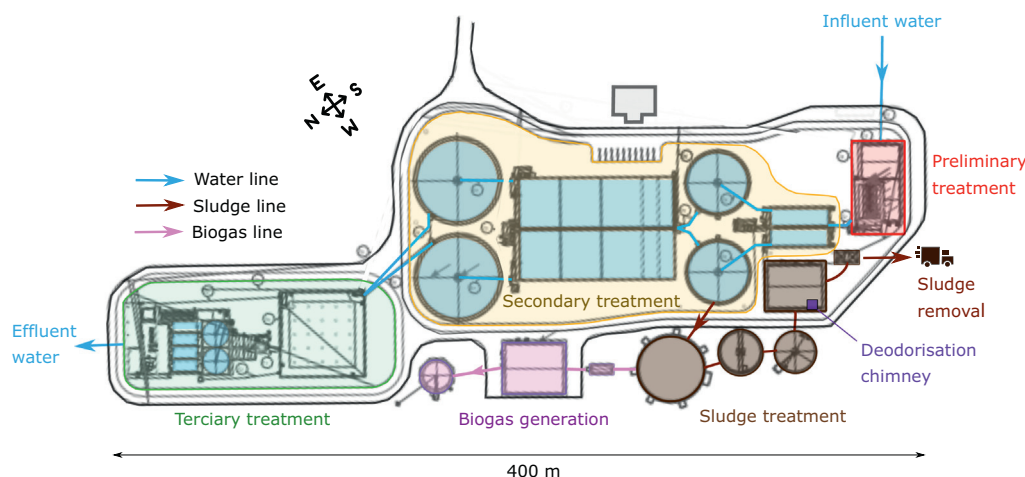 Influent water
E
S
N
W
Water line
Sludge line
Biogas line
Preliminary
treatment
Secondary treatment
Sludge
removal
Effluent
water
Deodorisation
chimney
Terciary treatment
Biogas generation
Sludge treatment
400 m